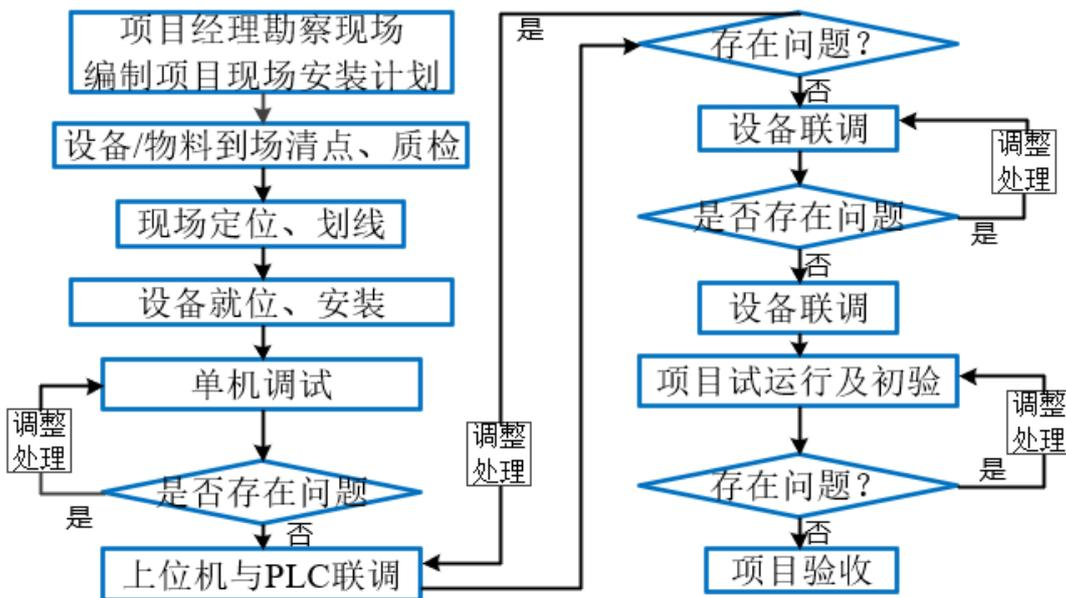 项目经理勘察现场
编制项目现场安装计划
设备/物料到场清点、质检
现场定位、划线
设备就位、安装
单机调试
调整
处理
是否存在问题
是
否
上位机与PLC联调
是
调整
处理
存在问题?
否
设备联调
调整
处理
是否存在问题
是
否
设备联调
项目试运行及初验
调整
处理
存在问题?
是
否
项目验收